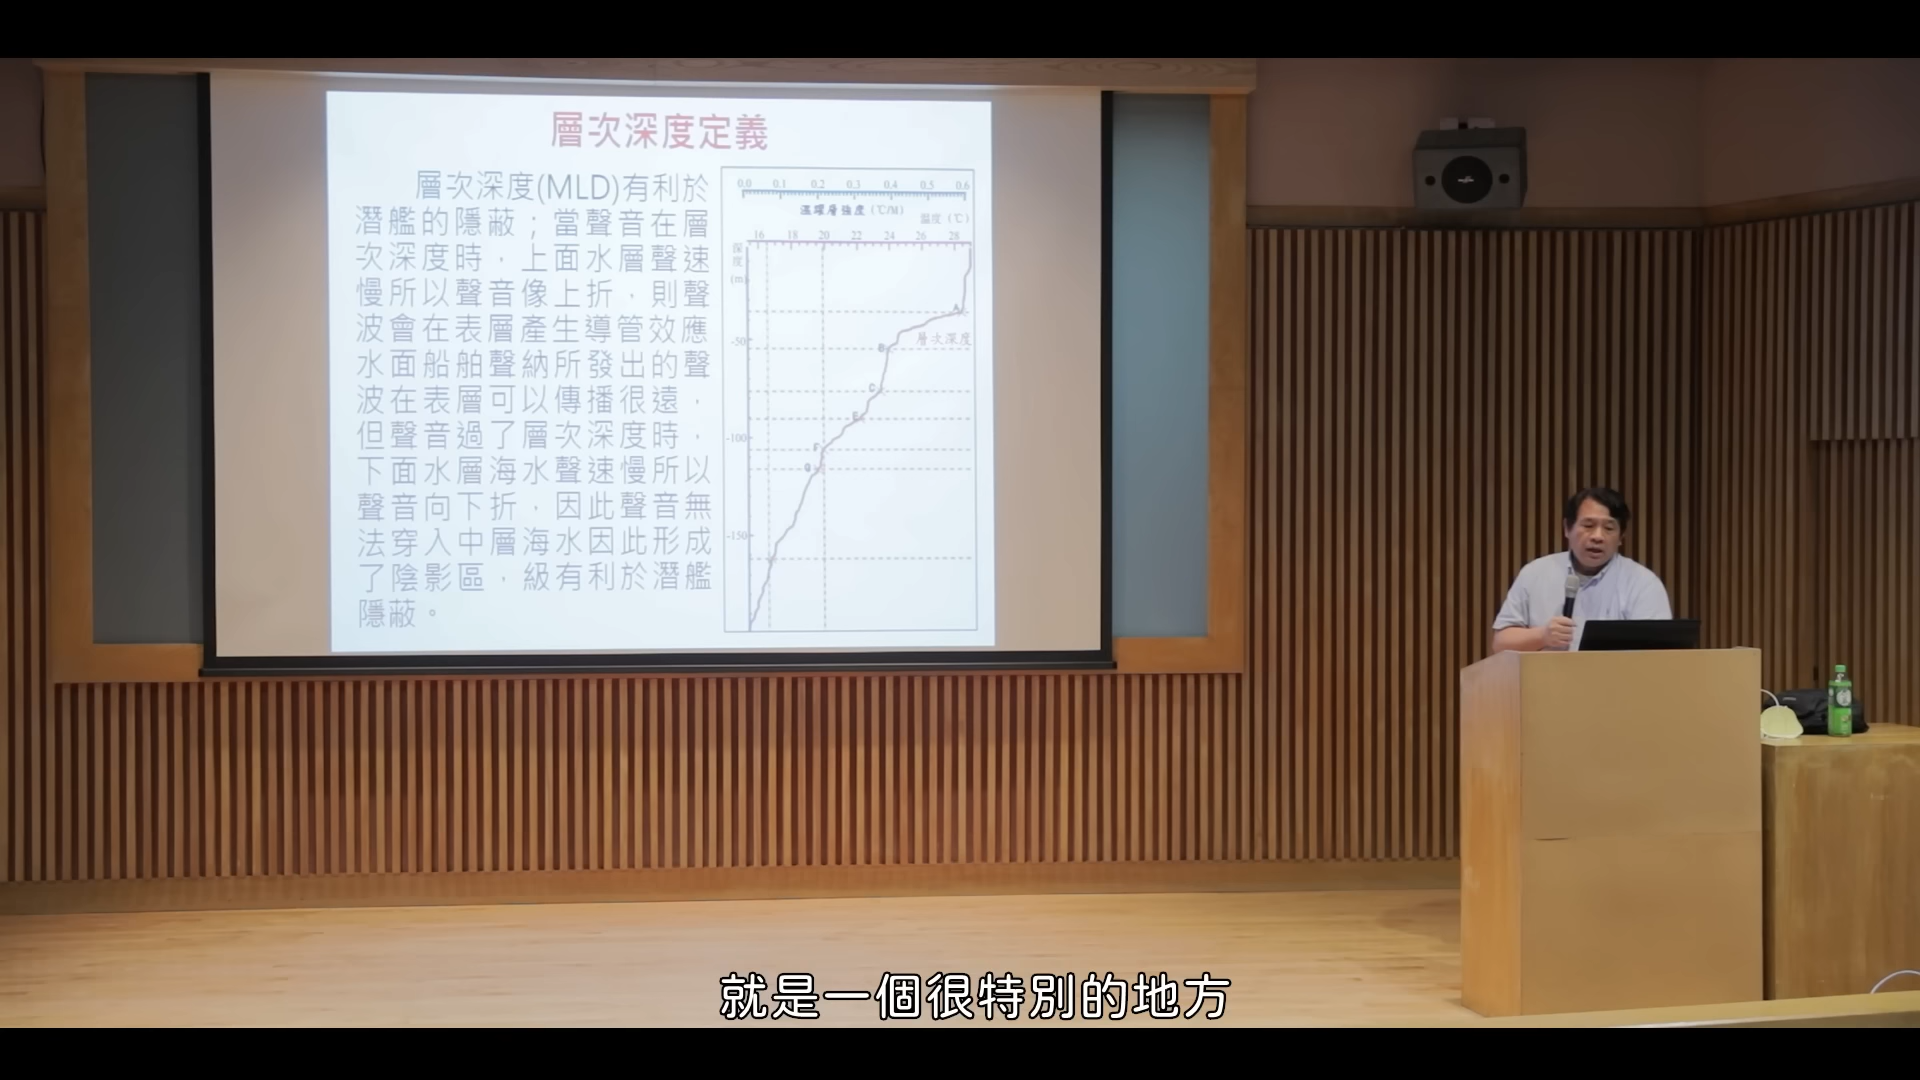 層次深度定義
層次深度(MLD)有利於
潛艦的隱蔽；當聲音在層
次深度時，上面水層聲速
慢所以聲音像上折，則聲
波會在表層產生導管效應
水面船舶聲納所發出的聲
波在表層可以傳播很遠，
但聲音過了層次深度時，
下面水層海水聲速慢所以
聲音向下折，因此聲音無
法穿入中層海水因此形成
了陰影區，級有利於潛艦
隱蔽。
0.0 0.1 0.2 0.3 0.4 0.5 0.6
溫躍層強度 (℃/M)
溫度 (℃)
16 18 20 22 24 26 28
深度
(m)
A
層次深度
-50
B
C
E
-100
F
G
-150
就是一個很特別的地方